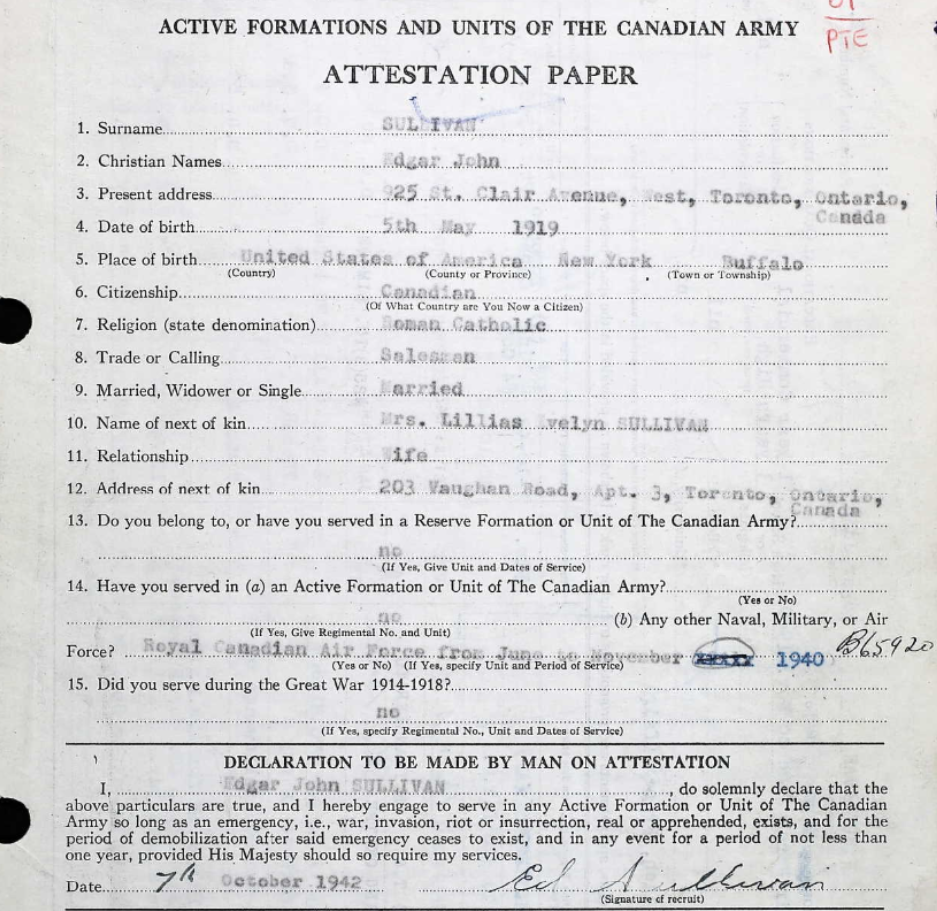 01
PTE
ACTIVE FORMATIONS AND UNITS OF THE CANADIAN ARMY
ATTESTATION PAPER
1. Surname SULLIVAN
2. Christian Names Edgar John
3. Present address 925 St. Clair Avenue, West, Toronto, Ontario,
Canada
4. Date of birth 5th May 1919
5. Place of birth United States of America New York Buffalo
(Country) (County or Province) (Town or Township)
6. Citizenship Canadian
(Of What Country are You Now a Citizen)
7. Religion (state denomination) Roman Catholic
8. Trade or Calling Salesman
9. Married, Widower or Single Married
10. Name of next of kin Mrs. Lillias Evelyn SULLIVAN
11. Relationship Wife
12. Address of next of kin 203 Vaughan Road, Apt. 3, Toronto, Ontario,
Canada
13. Do you belong to, or have you served in a Reserve Formation or Unit of The Canadian Army?
no
(If Yes, Give Unit and Dates of Service)
14. Have you served in (a) an Active Formation or Unit of The Canadian Army?
(Yes or No)
no (b) Any other Naval, Military, or Air
(If Yes, Give Regimental No. and Unit)
Force? Royal Canadian Air Force from June to November 1940 B65920
(Yes or No) (If Yes, specify Unit and Period of Service)
15. Did you serve during the Great War 1914-1918?
no
(If Yes, specify Regimental No., Unit and Dates of Service)
DECLARATION TO BE MADE BY MAN ON ATTESTATION
I, Edgar John SULLIVAN, do solemnly declare that the
above particulars are true, and I hereby engage to serve in any Active Formation or Unit of The Canadian
Army so long as an emergency, i.e., war, invasion, riot or insurrection, real or apprehended, exists, and for the
period of demobilization after said emergency ceases to exist, and in any event for a period of not less than
one year, provided His Majesty should so require my services.
Date 7th October 1942 Ed Sullivan
(Signature of recruit)